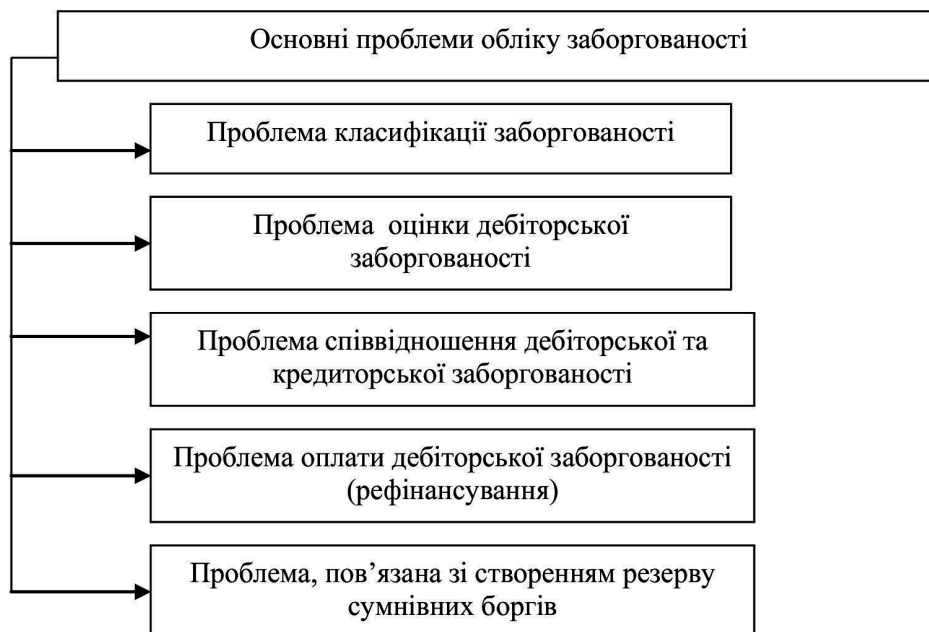 Основні проблеми обліку заборгованості
Проблема класифікації заборгованості
Проблема оцінки дебіторської
заборгованості
Проблема співвідношення дебіторської та
кредиторської заборгованості
Проблема оплати дебіторської заборгованості
(рефінансування)
Проблема, пов’язана зі створенням резерву
сумнівних боргів